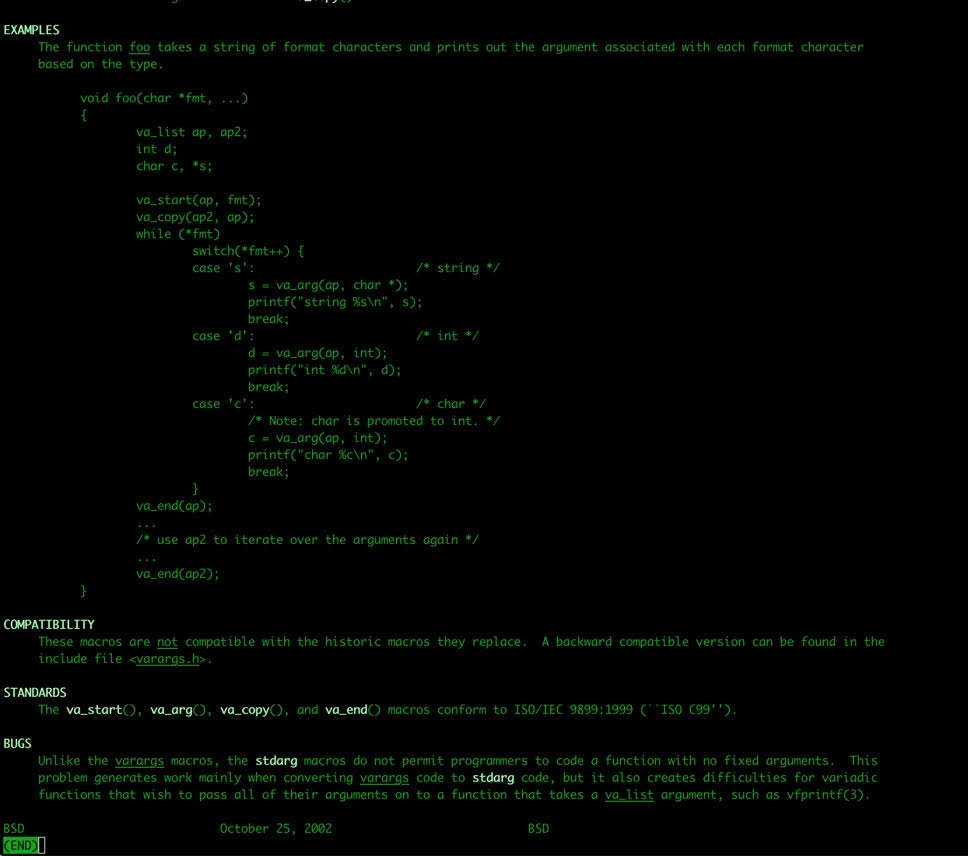 EXAMPLES
The function foo takes a string of format characters and prints out the argument associated with each format character
based on the type.
void foo(char *fmt, ...)
{
va_list ap, ap2;
int d;
char c, *s;
va_start(ap, fmt);
va_copy(ap2, ap);
while (*fmt)
switch(*fmt++) {
case 's': /* string */
s = va_arg(ap, char *);
printf("string %s\n", s);
break;
case 'd': /* int */
d = va_arg(ap, int);
printf("int %d\n", d);
break;
case 'c': /* char */
/* Note: char is promoted to int. */
c = va_arg(ap, int);
printf("char %c\n", c);
break;
}
va_end(ap);
...
/* use ap2 to iterate over the arguments again */
...
va_end(ap2);
}
COMPATIBILITY
These macros are not compatible with the historic macros they replace.  A backward compatible version can be found in the
include file <varargs.h>.
STANDARDS
The va_start(), va_arg(), va_copy(), and va_end() macros conform to ISO/IEC 9899:1999 (``ISO C99'').
BUGS
Unlike the varargs macros, the stdarg macros do not permit programmers to code a function with no fixed arguments.  This
problem generates work mainly when converting varargs code to stdarg code, but it also creates difficulties for variadic
functions that wish to pass all of their arguments on to a function that takes a va_list argument, such as vfprintf(3).
BSD October 25, 2002 BSD
(END)